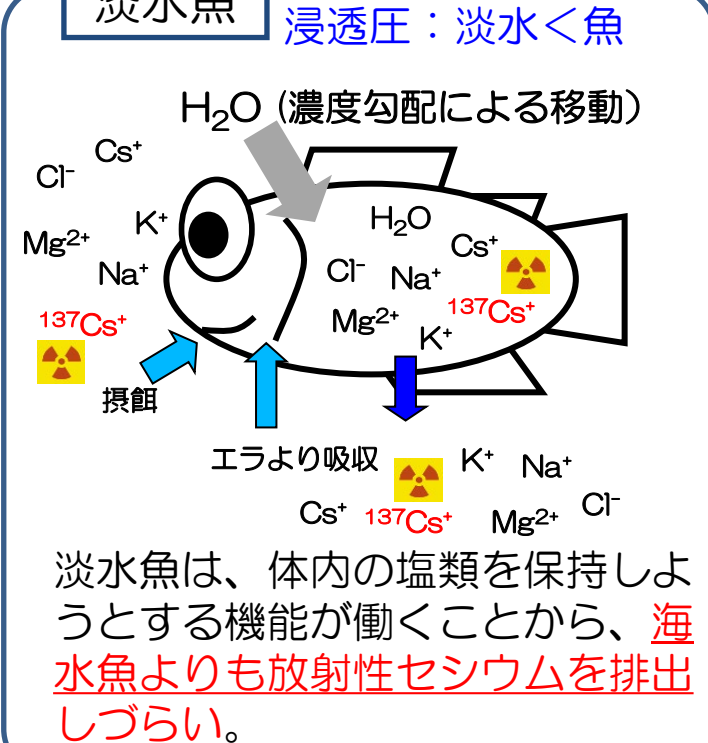 淡水魚
浸透圧：淡水＜魚
H₂O (濃度勾配による移動）
Cs⁺
Cl⁻
K⁺
Mg²⁺
Na⁺
¹³⁷Cs⁺
H₂O
Cs⁺
Cl⁻ Na⁺
¹³⁷Cs⁺
Mg²⁺
K⁺
摂餌
エラより吸収
K⁺ Na⁺
Cs⁺ ¹³⁷Cs⁺ Mg²⁺ Cl⁻
淡水魚は、体内の塩類を保持しよ
うとする機能が働くことから、海
水魚よりも放射性セシウムを排出
しづらい。